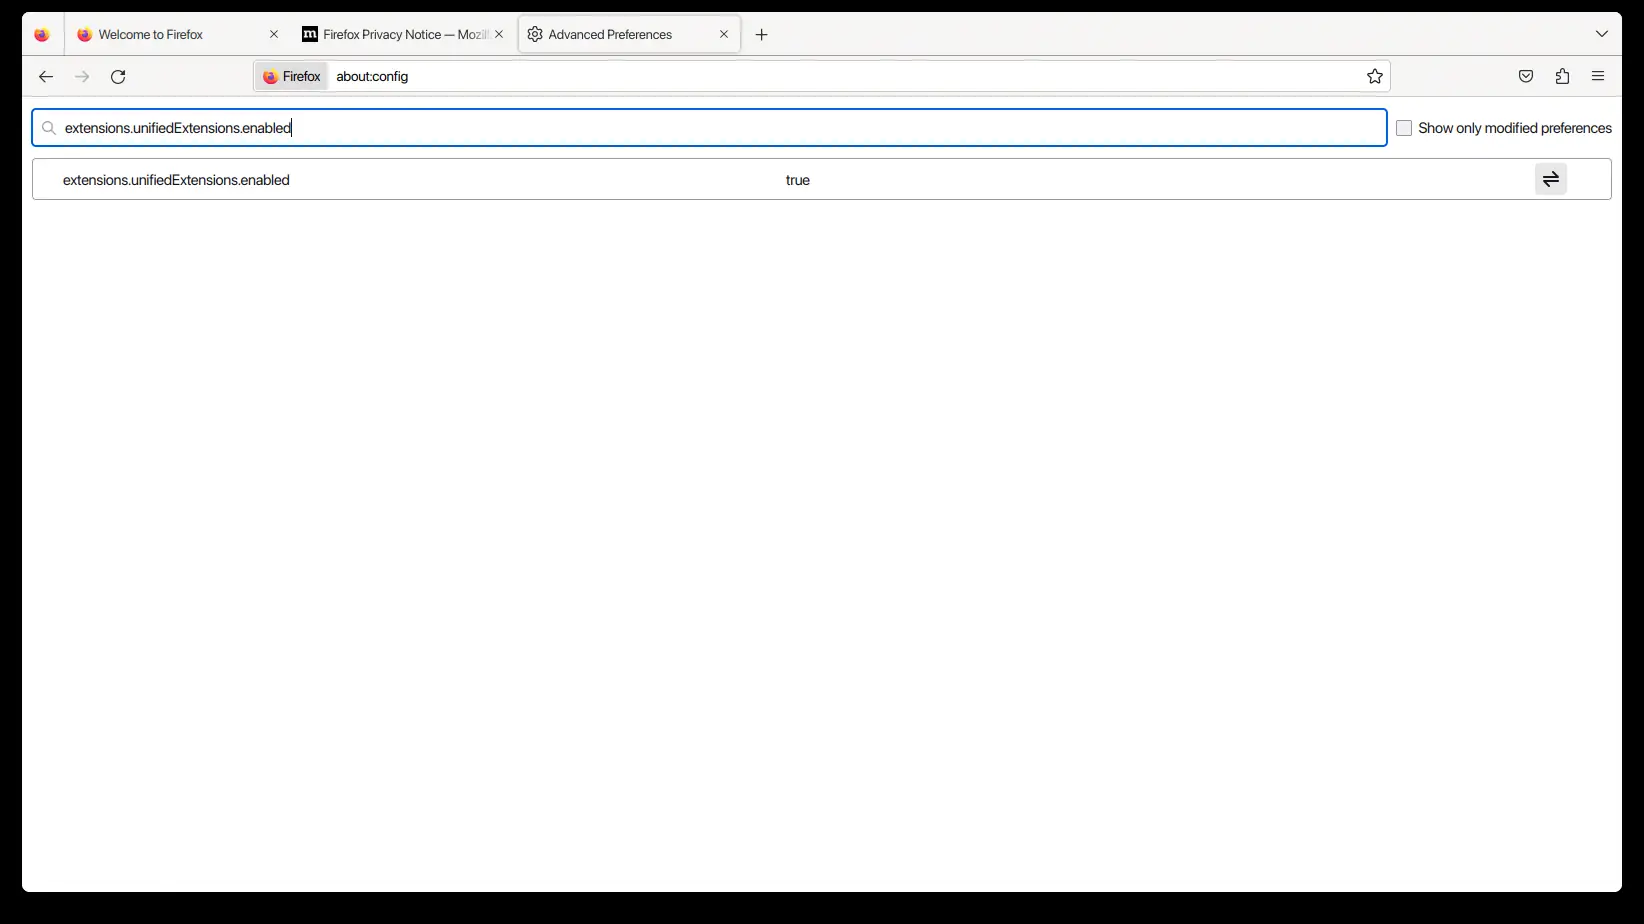 Welcome to Firefox
Firefox Privacy Notice — Mozil
Advanced Preferences
Firefox about:config
extensions.unifiedExtensions.enabled
Show only modified preferences
extensions.unifiedExtensions.enabled true